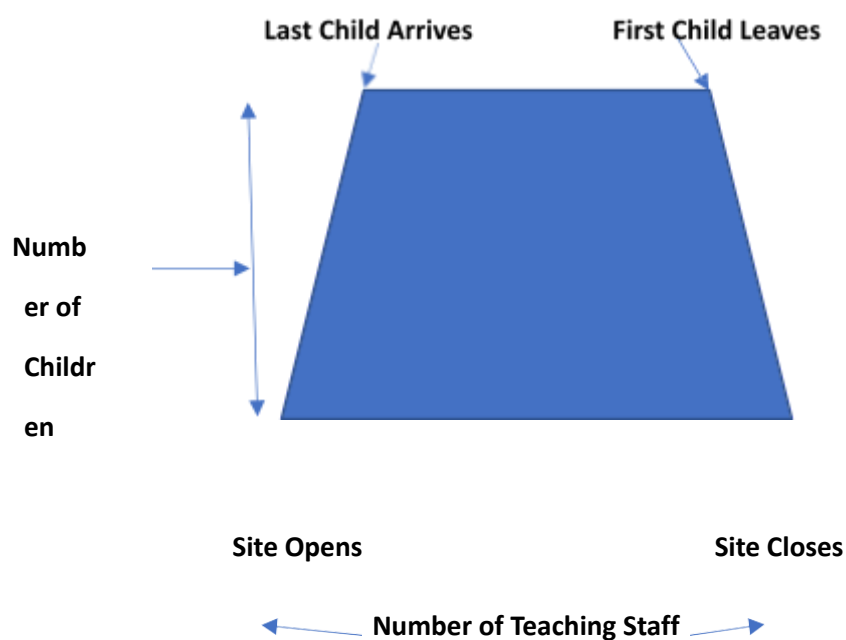 Last Child Arrives
First Child Leaves
Numb
er of
Childr
en
Site Opens
Site Closes
Number of Teaching Staff